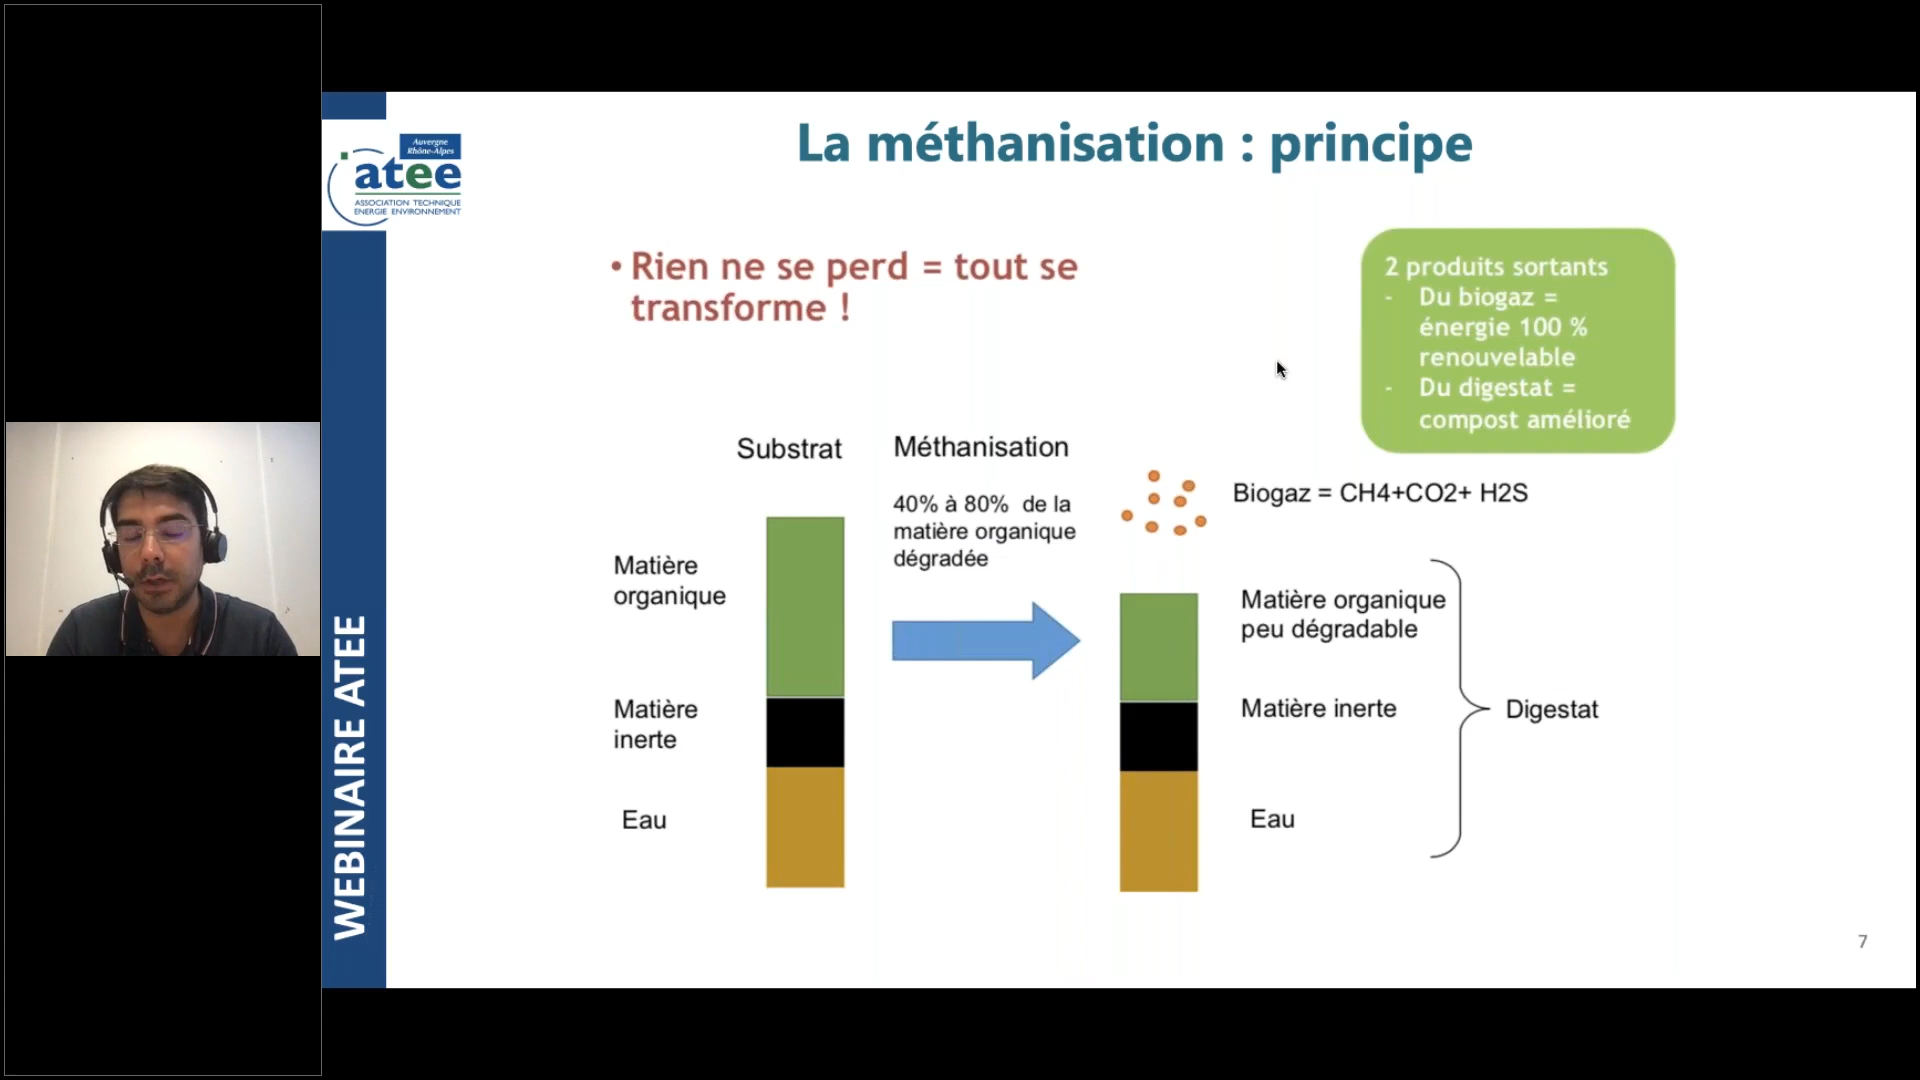 La méthanisation : principe
Auvergne
Rhône-Alpes
atee
ASSOCIATION TECHNIQUE
ENERGIE ENVIRONNEMENT
WEBINAIRE ATEE
• Rien ne se perd = tout se
transforme !
2 produits sortants
- Du biogaz =
énergie 100 %
renouvelable
- Du digestat =
compost amélioré
Substrat
Méthanisation
40% à 80% de la
matière organique
dégradée
Biogaz = CH4+CO2+ H2S
Matière
organique
Matière organique
peu dégradable
Matière
inerte
Matière inerte
Digestat
Eau
Eau
7